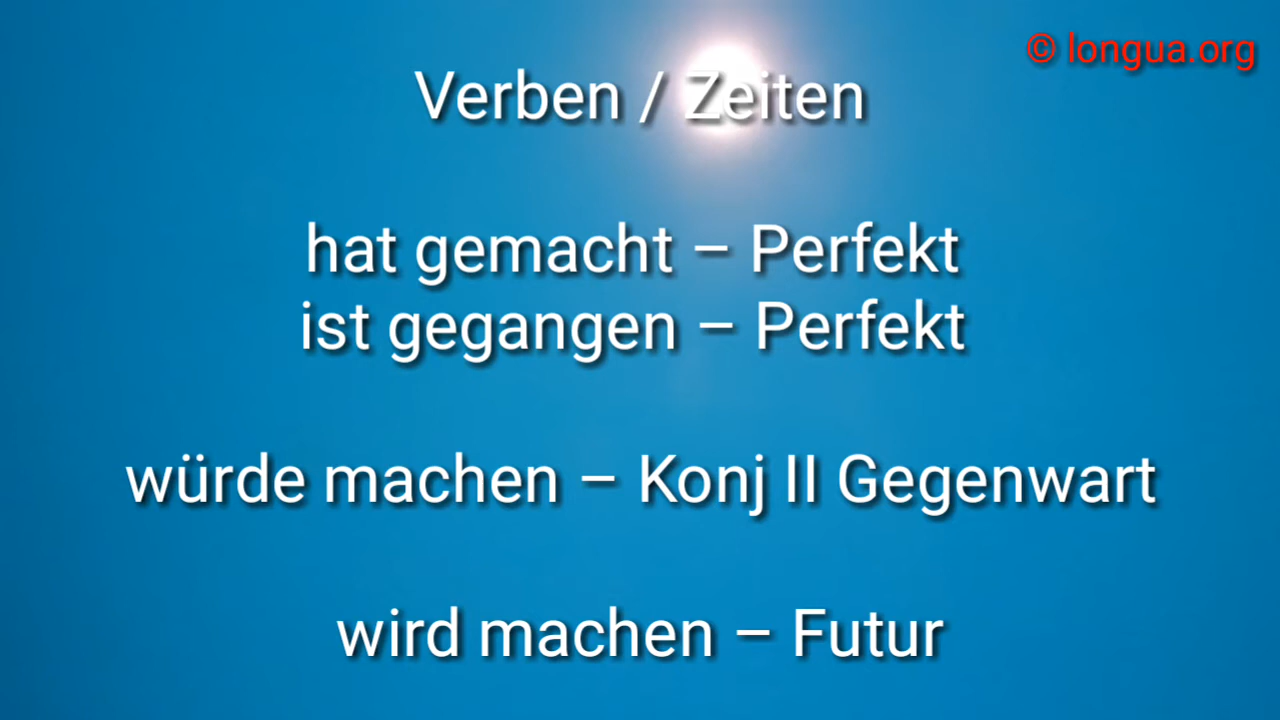 © longua.org
Verben / Zeiten
hat gemacht – Perfekt
ist gegangen – Perfekt
würde machen – Konj II Gegenwart
wird machen – Futur